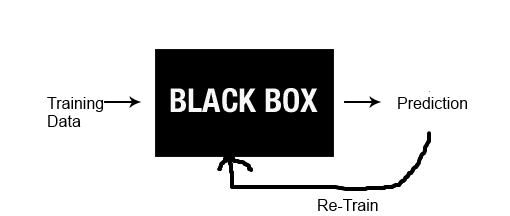 Training
Data
BLACK BOX
Prediction
Re-Train